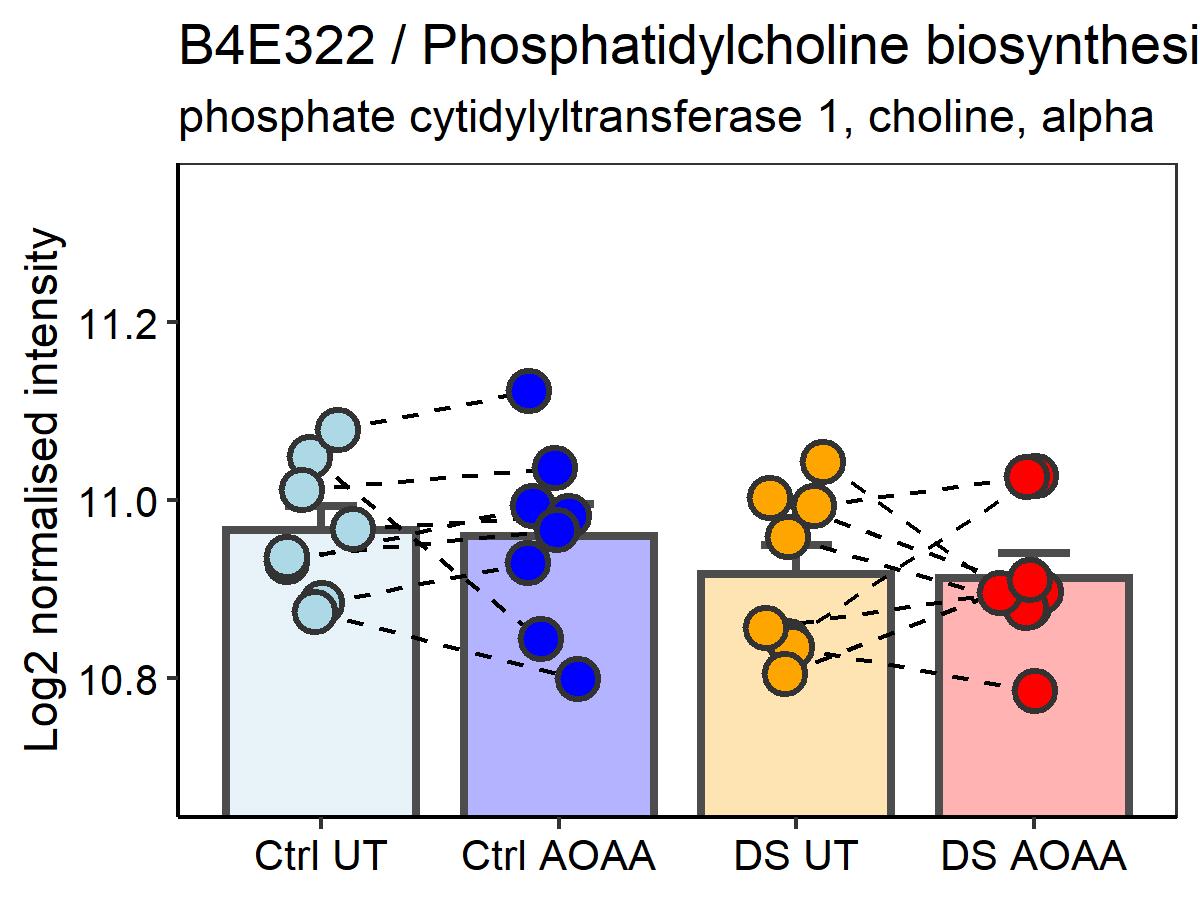 B4E322 / Phosphatidylcholine biosynthesi
phosphate cytidylyltransferase 1, choline, alpha
Log2 normalised intensity
11.2
11.0
10.8
Ctrl UT
Ctrl AOAA
DS UT
DS AOAA